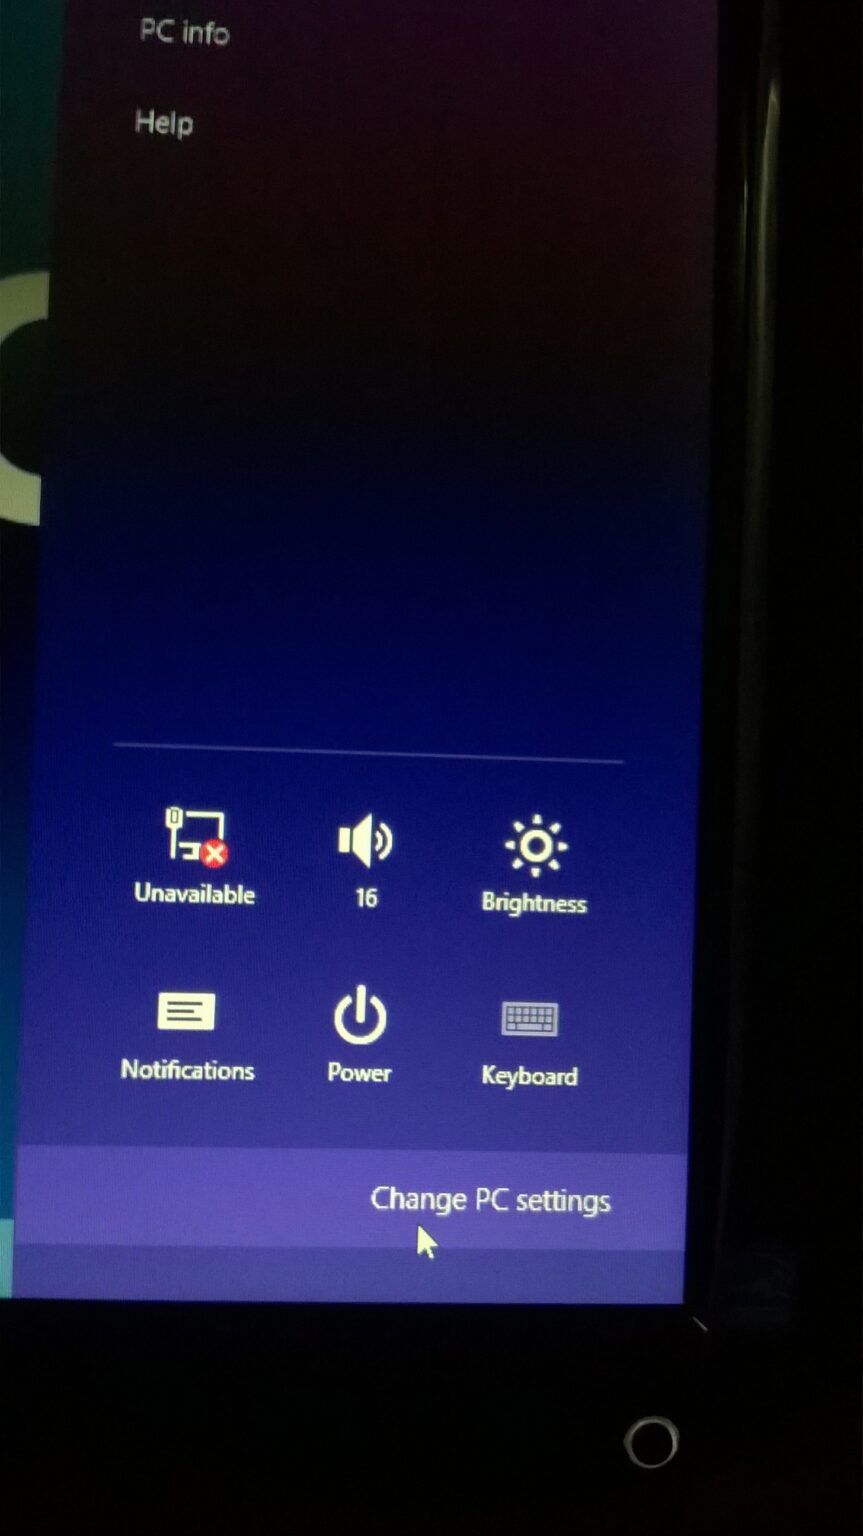 PC info
Help
Unavailable
16
Brightness
Notifications
Power
Keyboard
Change PC settings